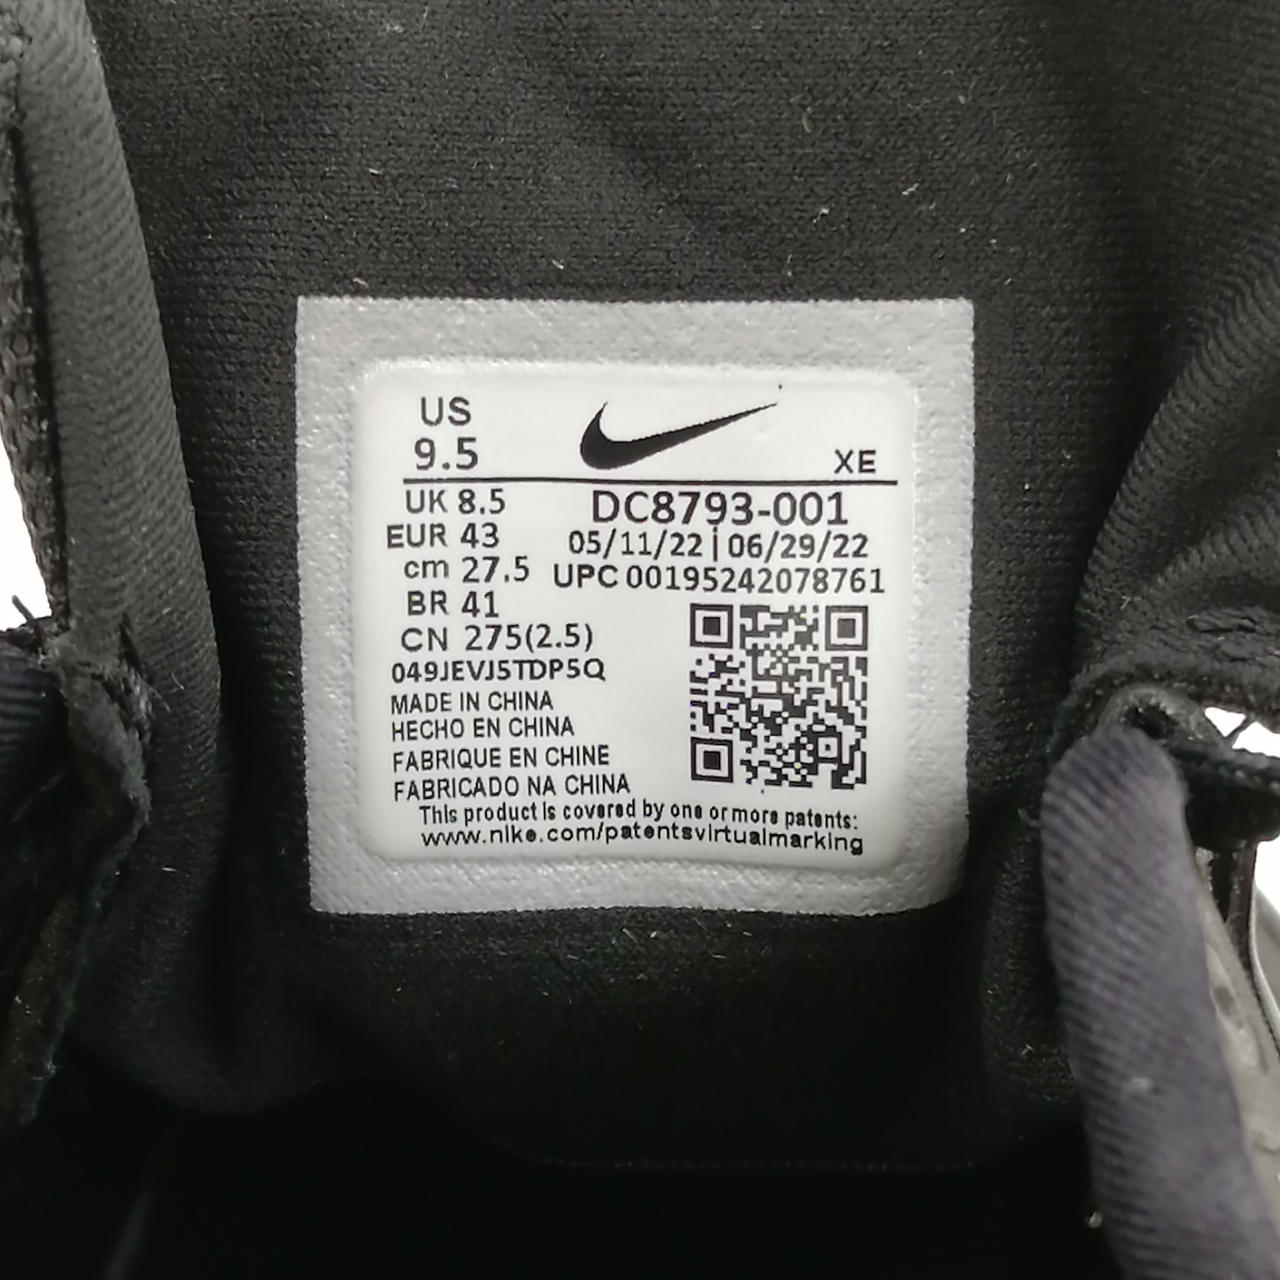 US
9.5
XE
UK 8.5
DC8793-001
EUR 43
05/11/22 | 06/29/22
cm 27.5
UPC 00195242078761
BR 41
CN 275(2.5)
049JEVJ5TDP5Q
MADE IN CHINA
HECHO EN CHINA
FABRIQUE EN CHINE
FABRICADO NA CHINA
This product is covered by one or more patents:
www.nike.com/patentsvirtualmarking